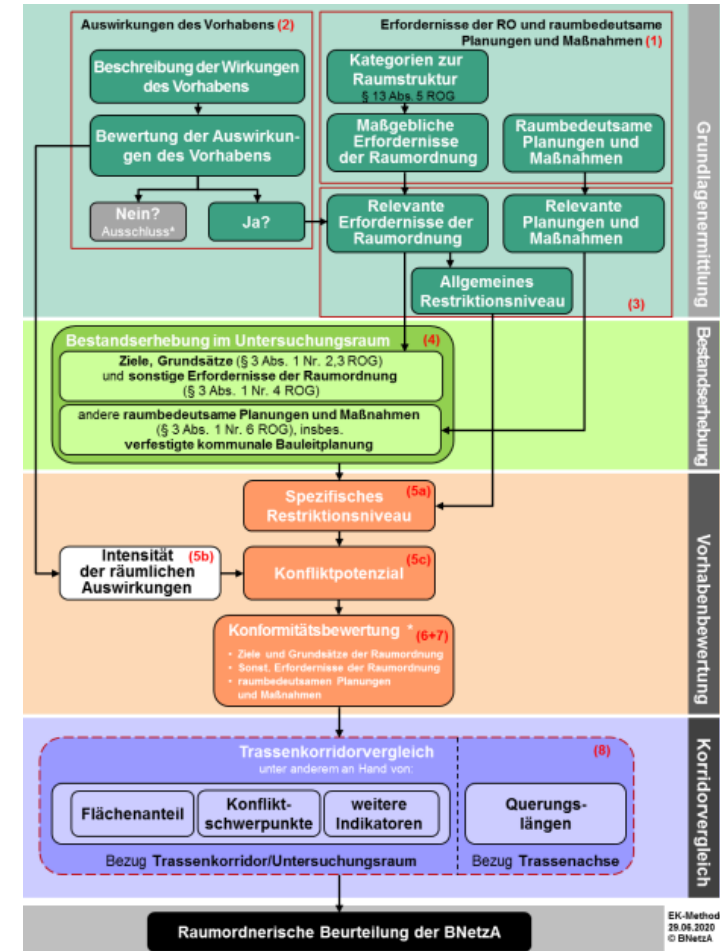 Auswirkungen des Vorhabens (2)
Erfordernisse der RO und raumbedeutsame
Planungen und Maßnahmen (1)
Beschreibung der Wirkungen
des Vorhabens
Kategorien zur
Raumstruktur
§ 13 Abs. 5 ROG
Bewertung der Auswirkun-
gen des Vorhabens
Maßgebliche
Erfordernisse
der Raumordnung
Raumbedeutsame
Planungen und
Maßnahmen
Nein?
Ausschluss*
Ja?
Relevante
Erfordernisse der
Raumordnung
Relevante
Planungen und
Maßnahmen
Allgemeines
Restriktionsniveau
(3)
Grundlagenermittlung
Bestandserhebung im Untersuchungsraum (4)
Ziele, Grundsätze (§ 3 Abs. 1 Nr. 2,3 ROG)
und sonstige Erfordernisse der Raumordnung
(§ 3 Abs. 1 Nr. 4 ROG)
andere raumbedeutsame Planungen und Maßnahmen
(§ 3 Abs. 1 Nr. 6 ROG), insbes.
verfestigte kommunale Bauleitplanung
Bestandserhebung
Spezifisches
Restriktionsniveau
(5a)
Intensität
der räumlichen
Auswirkungen
(5b)
Konfliktpotenzial
(5c)
Konformitätsbewertung * (6+7)
• Ziele und Grundsätze der Raumordnung
• Sonst. Erfordernisse der Raumordnung
• raumbedeutsamen Planungen
und Maßnahmen
Vorhabenbewertung
Trassenkorridorvergleich
unter anderem an Hand von:
(8)
Flächenanteil
Konflikt-
schwerpunkte
weitere
Indikatoren
Querungs-
längen
Bezug Trassenkorridor/Untersuchungsraum
Bezug Trassenachse
Korridorvergleich
Raumordnerische Beurteilung der BNetzA
EK-Method
29.06.2020
© BNetzA